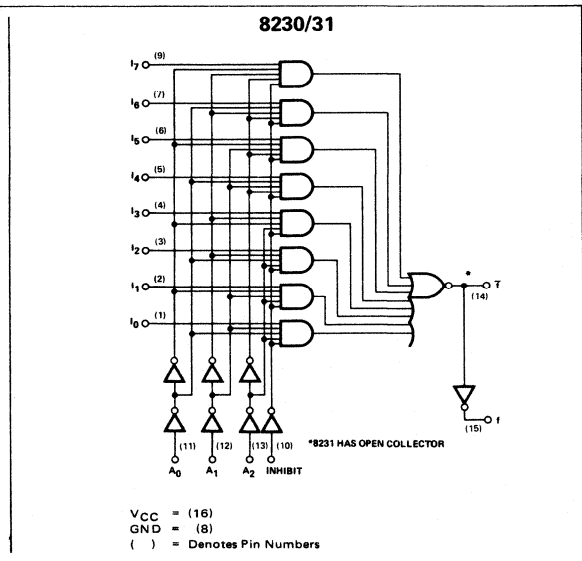 8230/31
I7 (9)
I6 (7)
I5 (6)
I4 (5)
I3 (4)
I2 (3)
I1 (2)
I0 (1)
*
f̅
(14)
(11) (12) (13) (10)
*8231 HAS OPEN COLLECTOR
(15) f
A0 A1 A2 INHIBIT
VCC = (16)
GND = (8)
( ) = Denotes Pin Numbers